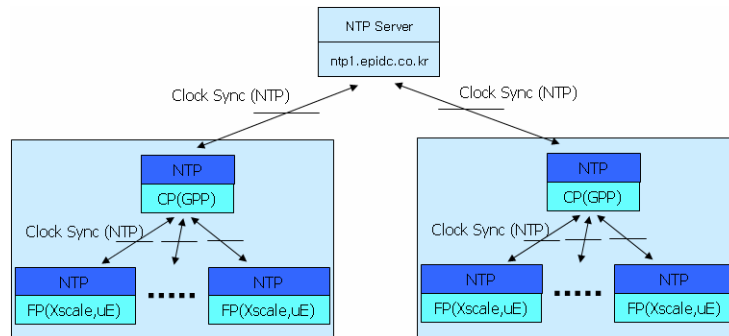 NTP Server
ntp1.epidc.co.kr
Clock Sync (NTP)
Clock Sync (NTP)
NTP
CP(GPP)
Clock Sync (NTP)
NTP
FP(Xscale,uE)
NTP
FP(Xscale,uE)
NTP
CP(GPP)
Clock Sync (NTP)
NTP
FP(Xscale,uE)
NTP
FP(Xscale,uE)